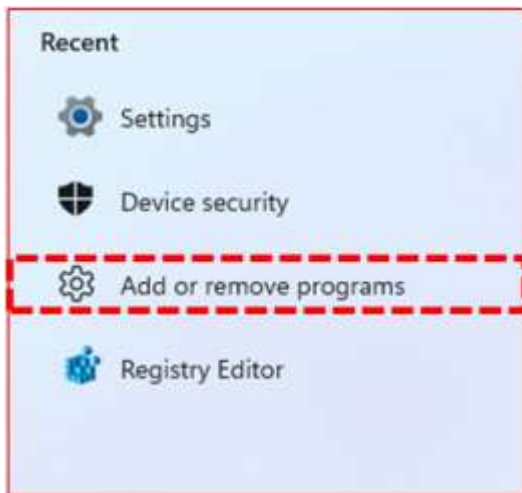 Recent
Settings
Device security
Add or remove programs
Registry Editor